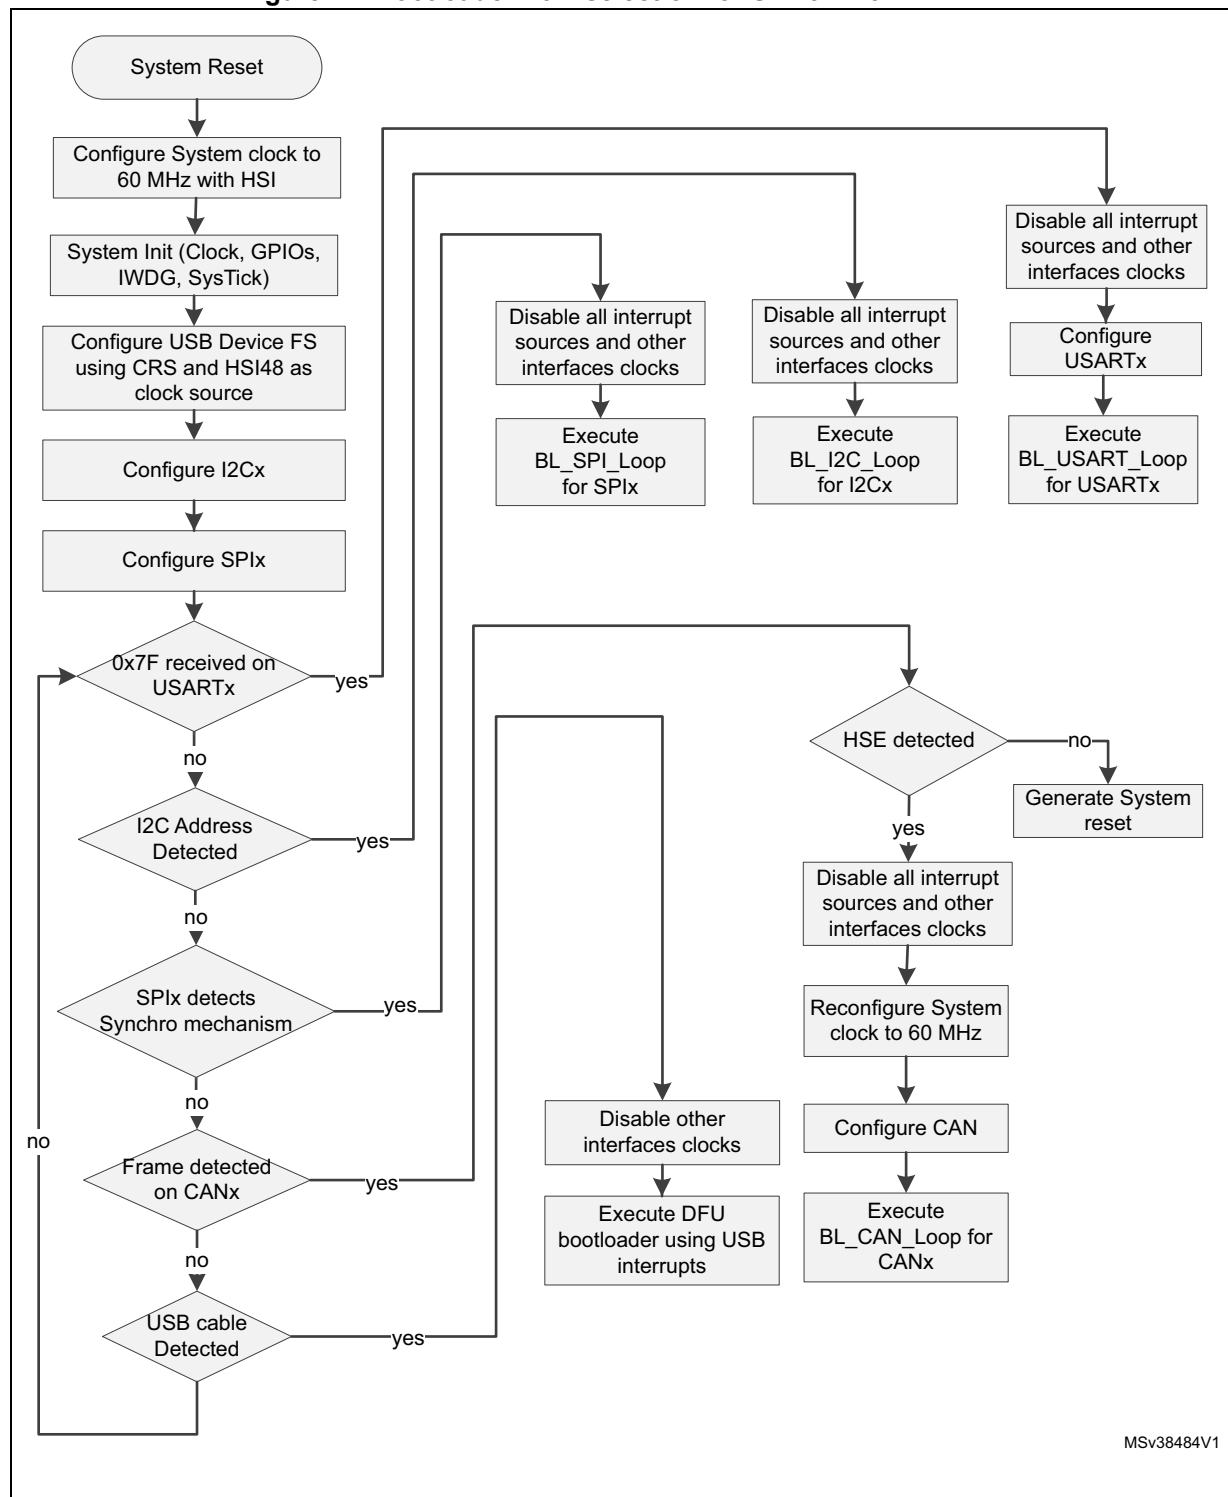 System Reset
Configure System clock to
60 MHz with HSI
System Init (Clock, GPIOs,
IWDG, SysTick)
Configure USB Device FS
using CRS and HSI48 as
clock source
Configure I2Cx
Configure SPIx
0x7F received on
USARTx
yes
no
I2C Address
Detected
yes
no
SPIx detects
Synchro mechanism
yes
no
Frame detected
on CANx
yes
no
USB cable
Detected
yes
no
Disable all interrupt
sources and other
interfaces clocks
Execute
BL_SPI_Loop
for SPIx
Disable all interrupt
sources and other
interfaces clocks
Execute
BL_I2C_Loop
for I2Cx
Disable all interrupt
sources and other
interfaces clocks
Configure
USARTx
Execute
BL_USART_Loop
for USARTx
HSE detected
no
Generate System
reset
yes
Disable all interrupt
sources and other
interfaces clocks
Reconfigure System
clock to 60 MHz
Configure CAN
Execute
BL_CAN_Loop for
CANx
Disable other
interfaces clocks
Execute DFU
bootloader using USB
interrupts
MSv38484V1